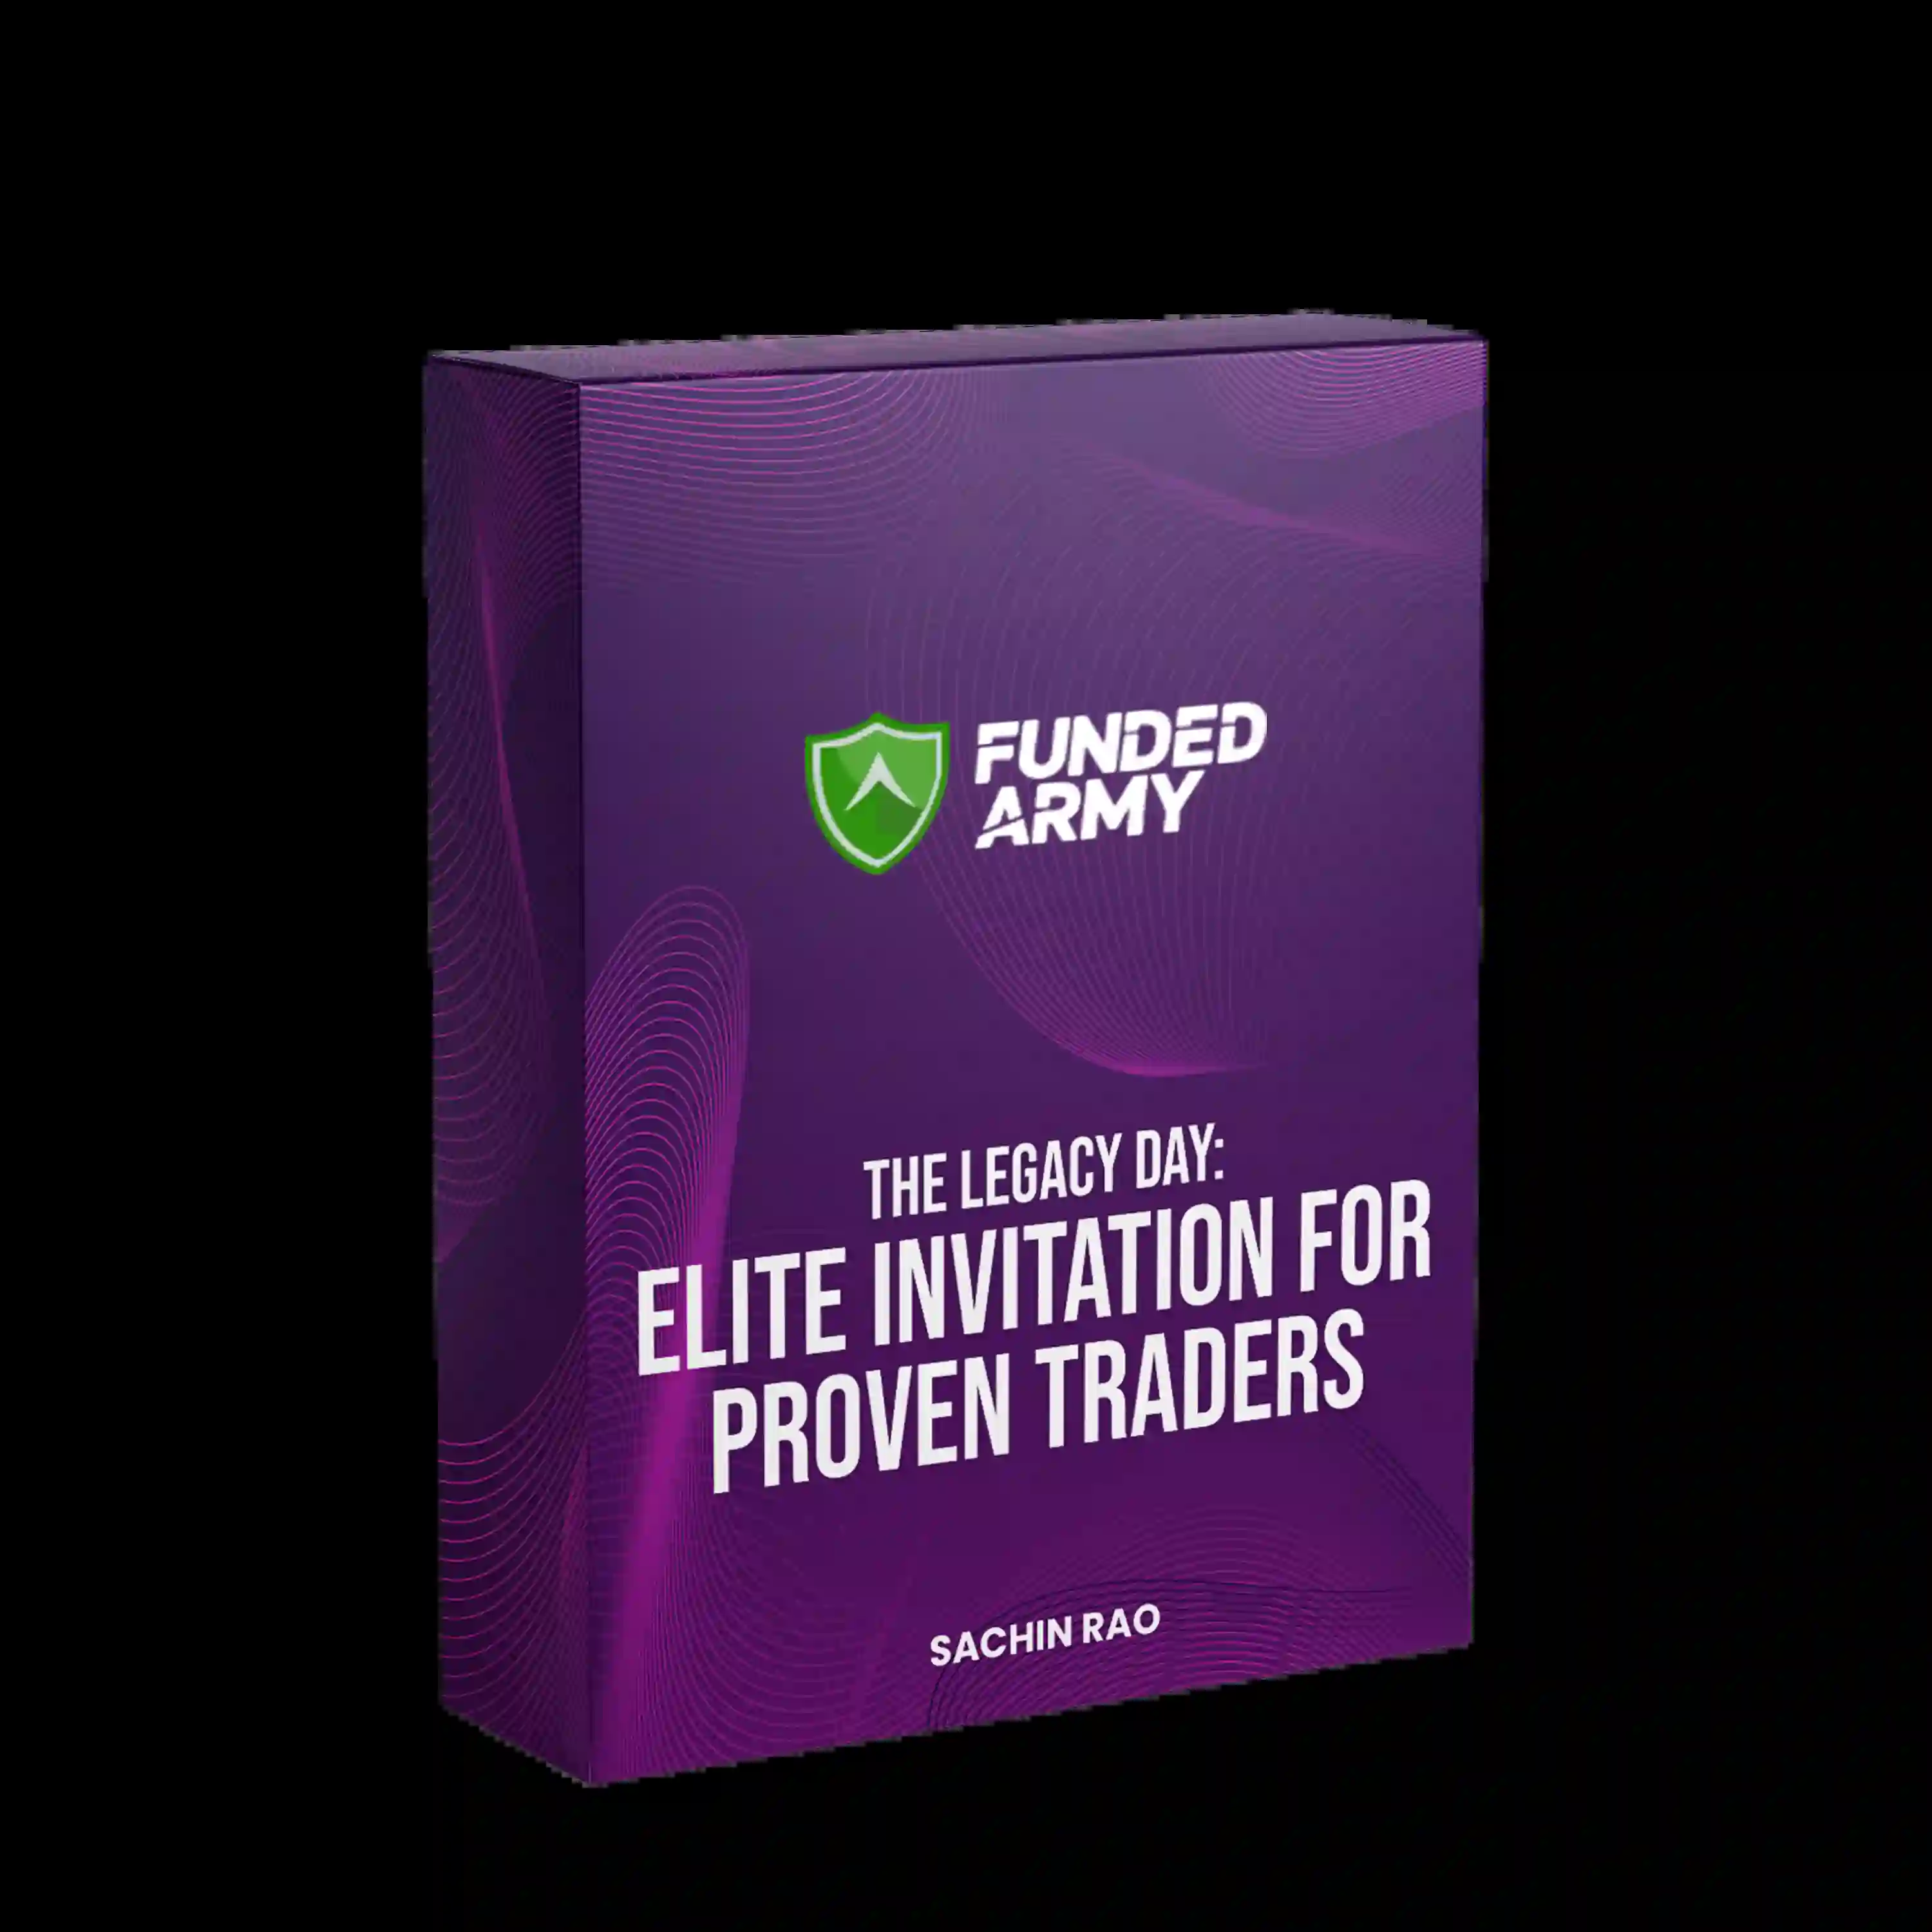 FUNDED
ARMY
THE LEGACY DAY:
ELITE INVITATION FOR
PROVEN TRADERS
SACHIN RAO